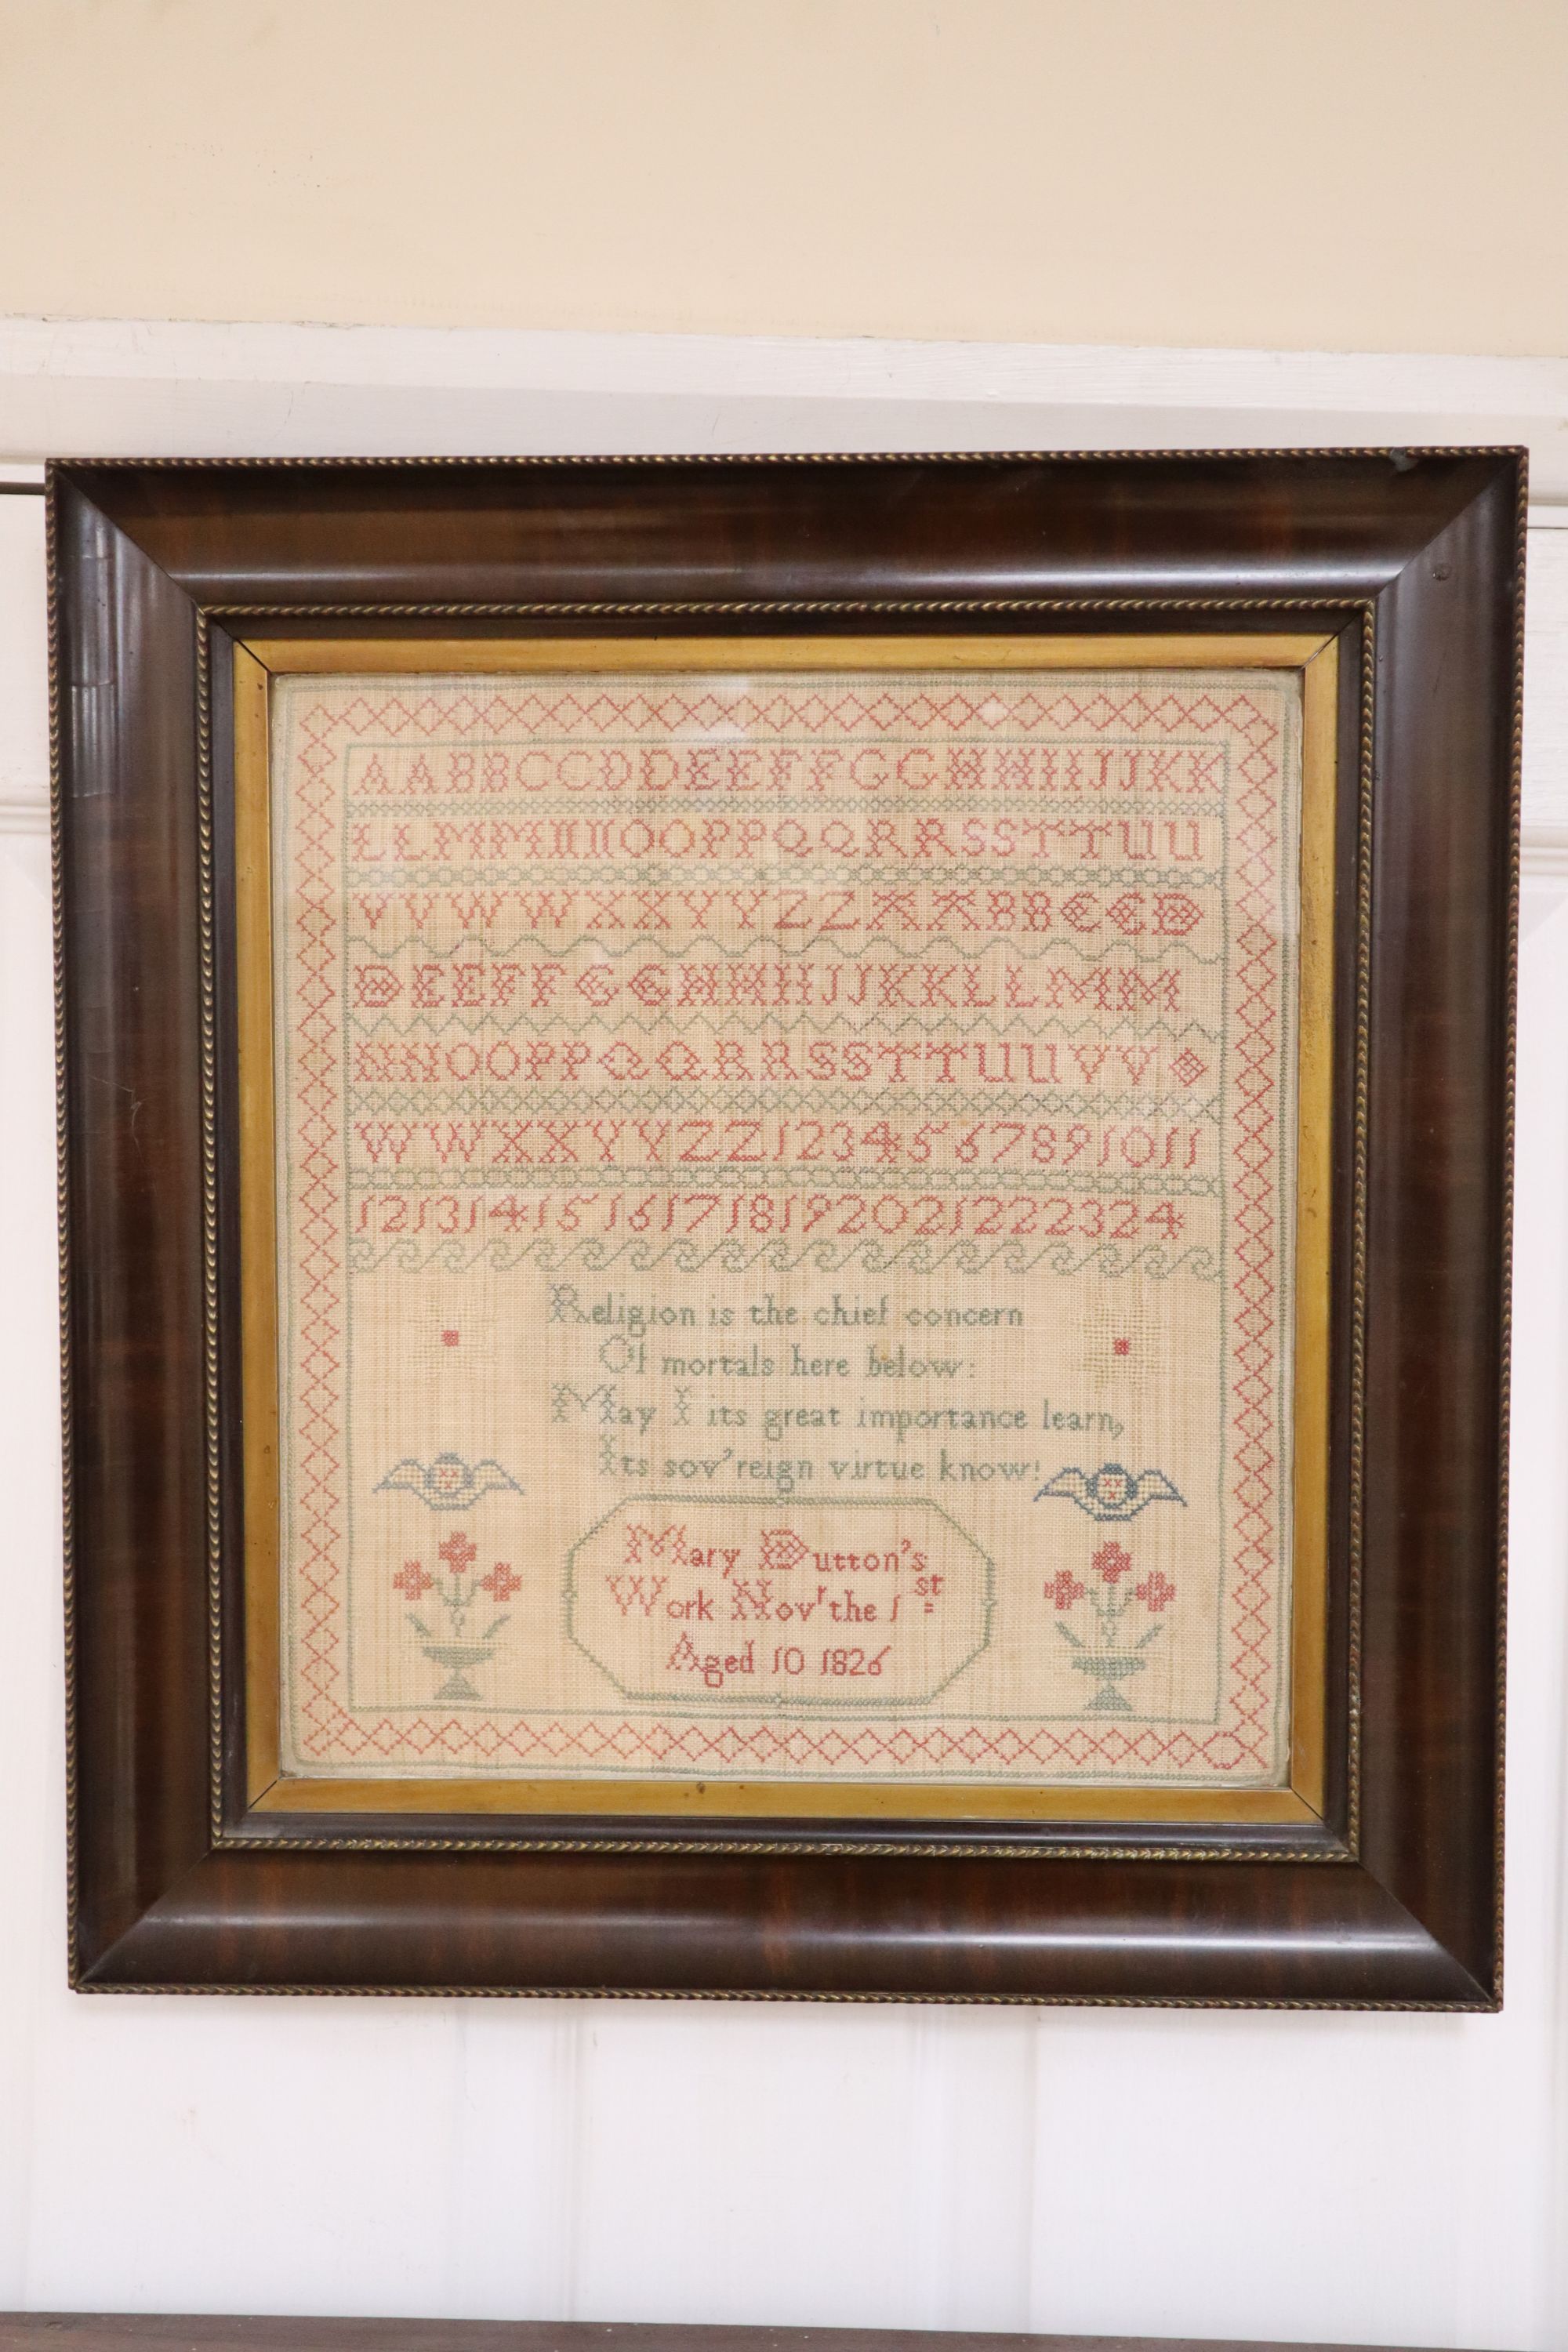 AABBCCDDEEFFGGHHIIJJKK
LLMMNNOOPPQQRRSSTTUU
VVWWXXYYZZAABBCCD
DEEFFGGHHIIJJKKLLMM
NNOOPPQQRRSSTTUUVV
WWXXYYZZ1234567891011
12131415161718192021222324
Religion is the chief concern
Of mortals here below:
May I its great importance learn,
Its sov'reign virtue know!
Mary Dutton's
Work Novr the 1st
Aged 10 1826